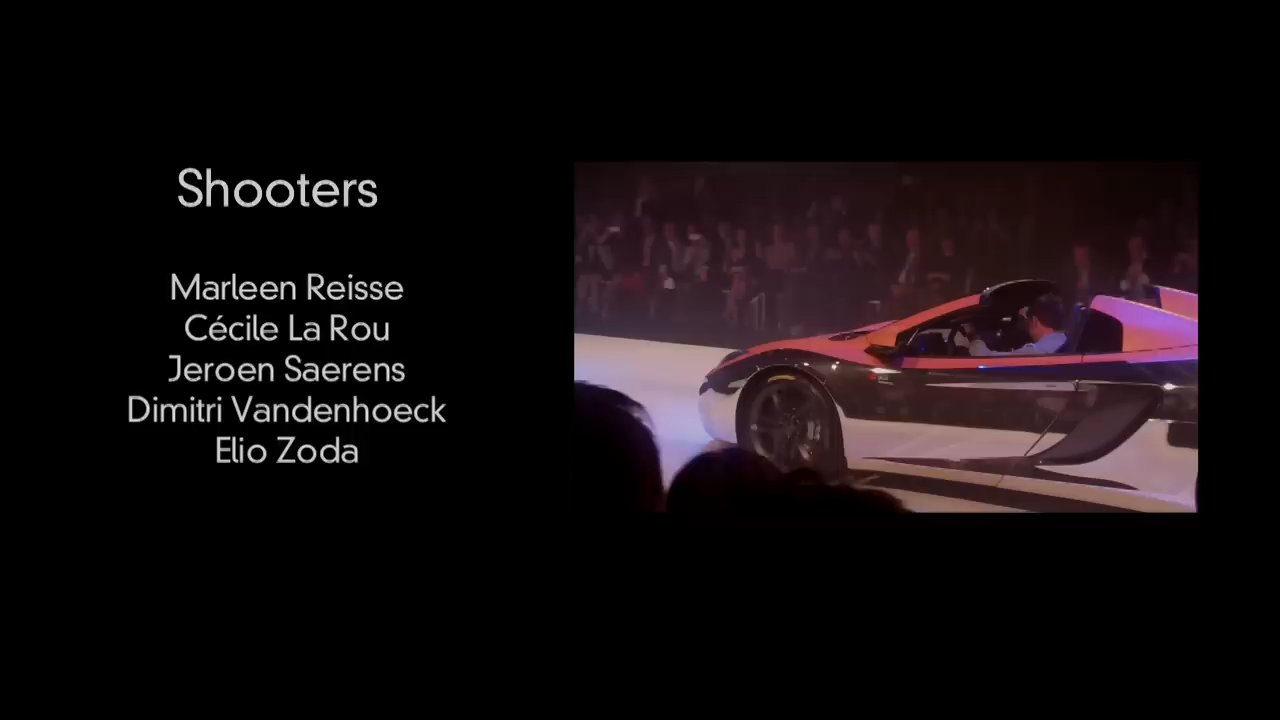 Shooters
Marleen Reisse
Cécile La Rou
Jeroen Saerens
Dimitri Vandenhoeck
Elio Zoda